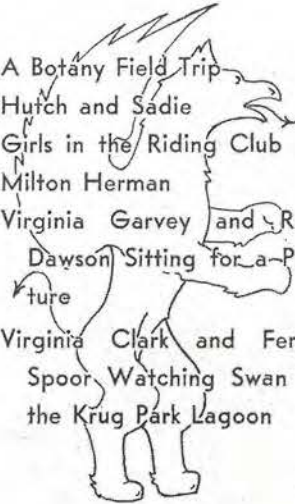 A Botany Field Trip
Hutch and Sadie
Girls in the Riding Club
Milton Herman
Virginia Garvey and R
Dawson Sitting for a P
ture
Virginia Clark and Fer
Spoor Watching Swan
the Krug Park Lagoon